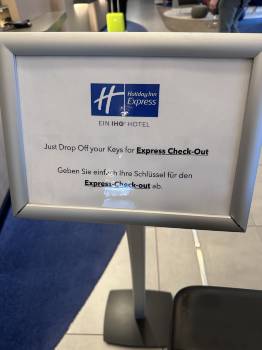 H Holiday Inn
Express
EIN IHG® HOTEL
Just Drop Off your Keys for Express Check-Out
Geben Sie einfach Ihre Schlüssel für den
Express-Check-out ab.